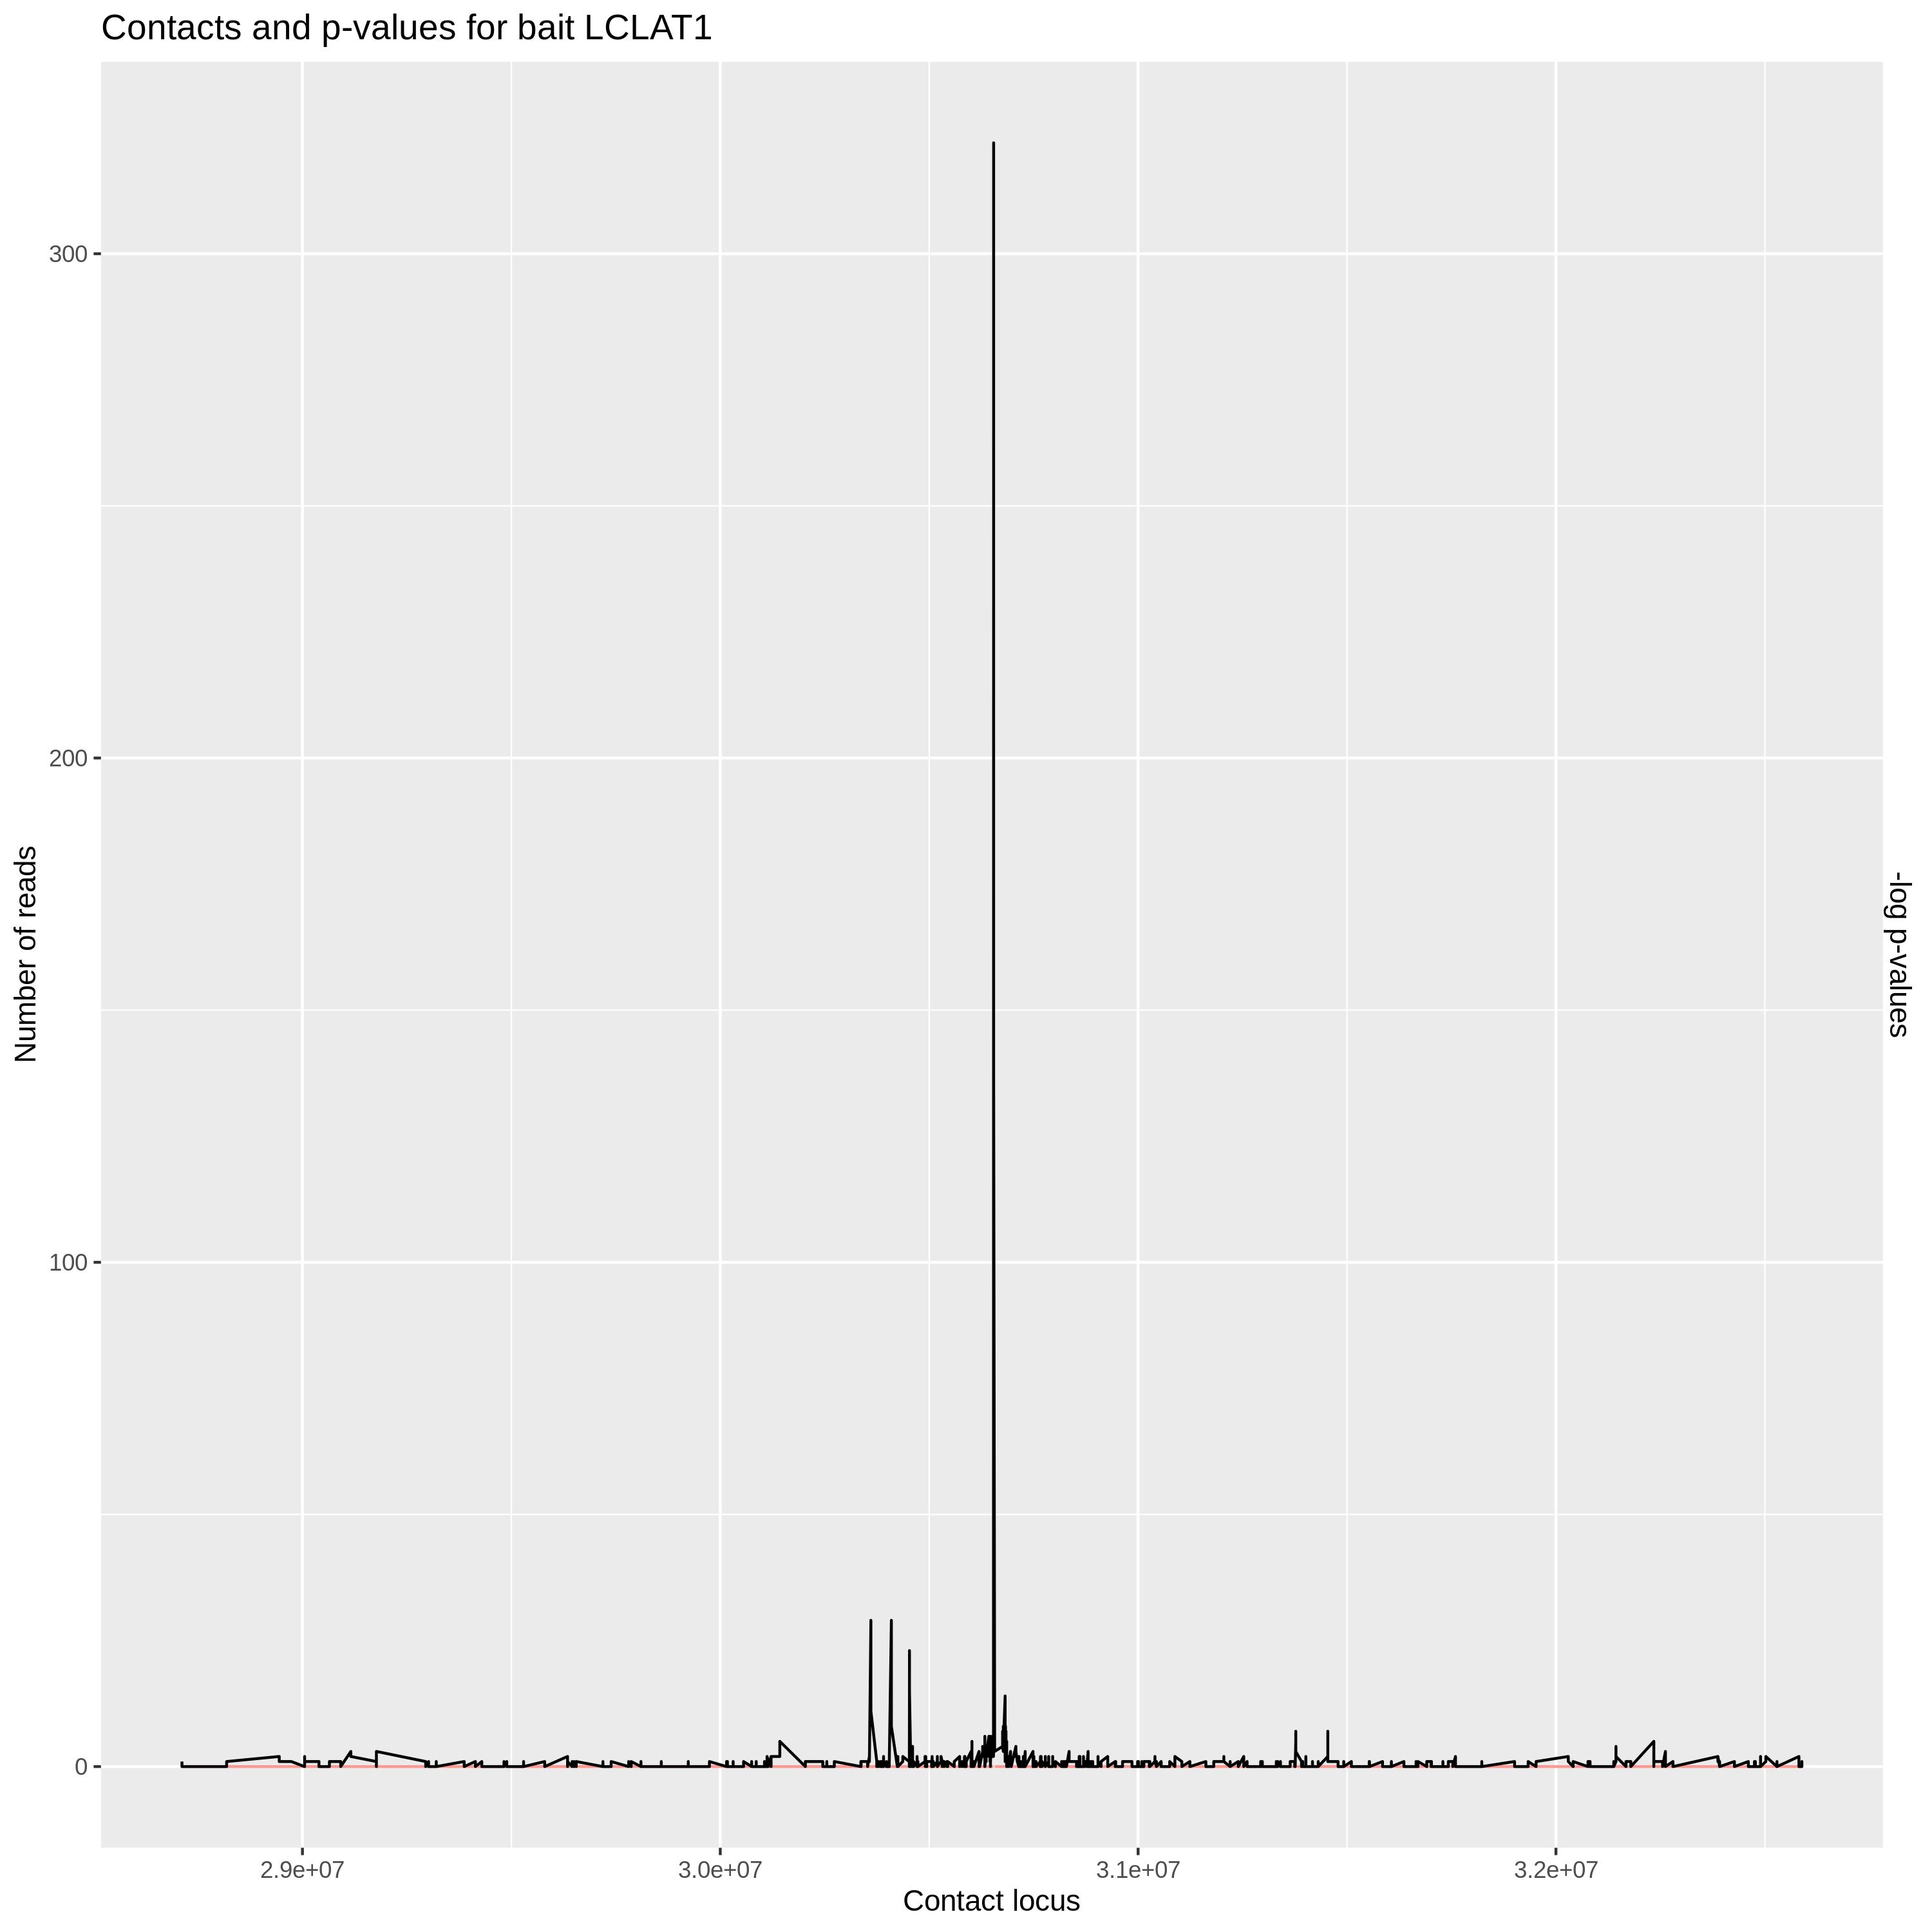 Contacts and p-values for bait LCLAT1
300
200
100
0
Number of reads
-log p-values
2.9e+07
3.0e+07
3.1e+07
3.2e+07
Contact locus